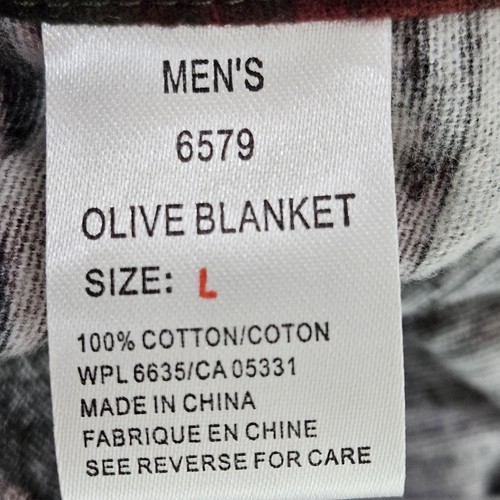 MEN'S
6579
OLIVE BLANKET
SIZE: L
100% COTTON/COTON
WPL 6635/CA 05331
MADE IN CHINA
FABRIQUE EN CHINE
SEE REVERSE FOR CARE